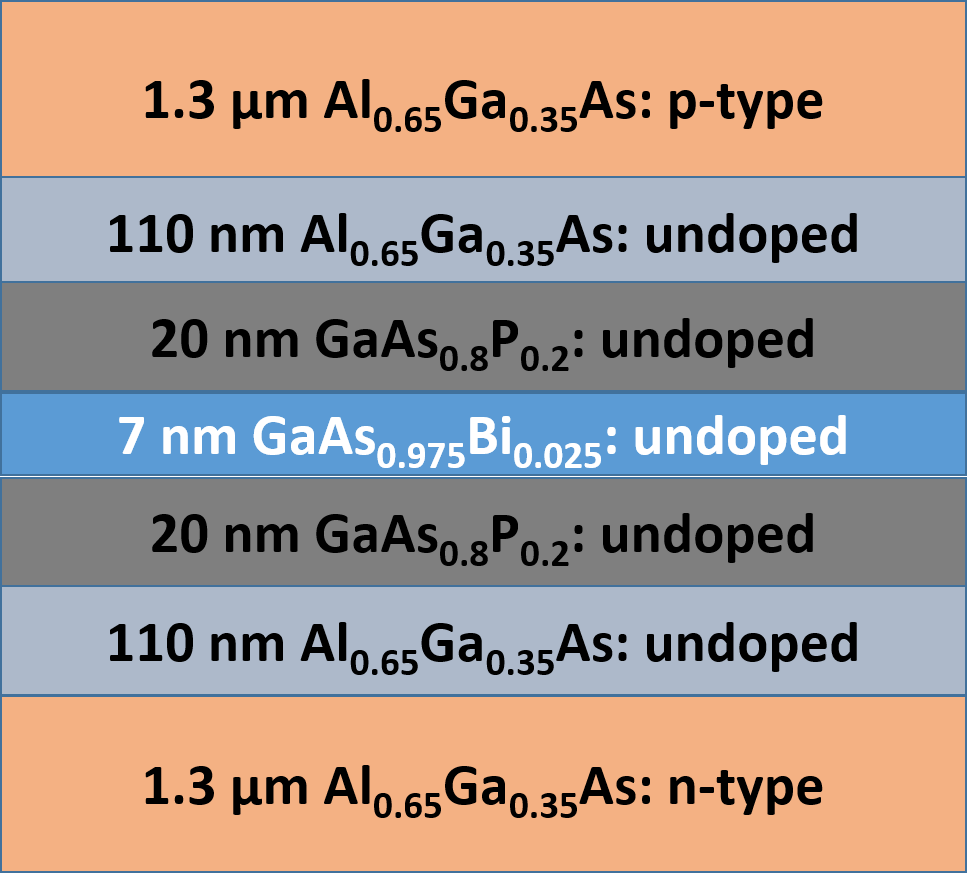 1.3 µm Al₀.₆₅Ga₀.₃₅As: p-type
110 nm Al₀.₆₅Ga₀.₃₅As: undoped
20 nm GaAs₀.₈P₀.₂: undoped
7 nm GaAs₀.₉₇₅Bi₀.₀₂₅: undoped
20 nm GaAs₀.₈P₀.₂: undoped
110 nm Al₀.₆₅Ga₀.₃₅As: undoped
1.3 µm Al₀.₆₅Ga₀.₃₅As: n-type